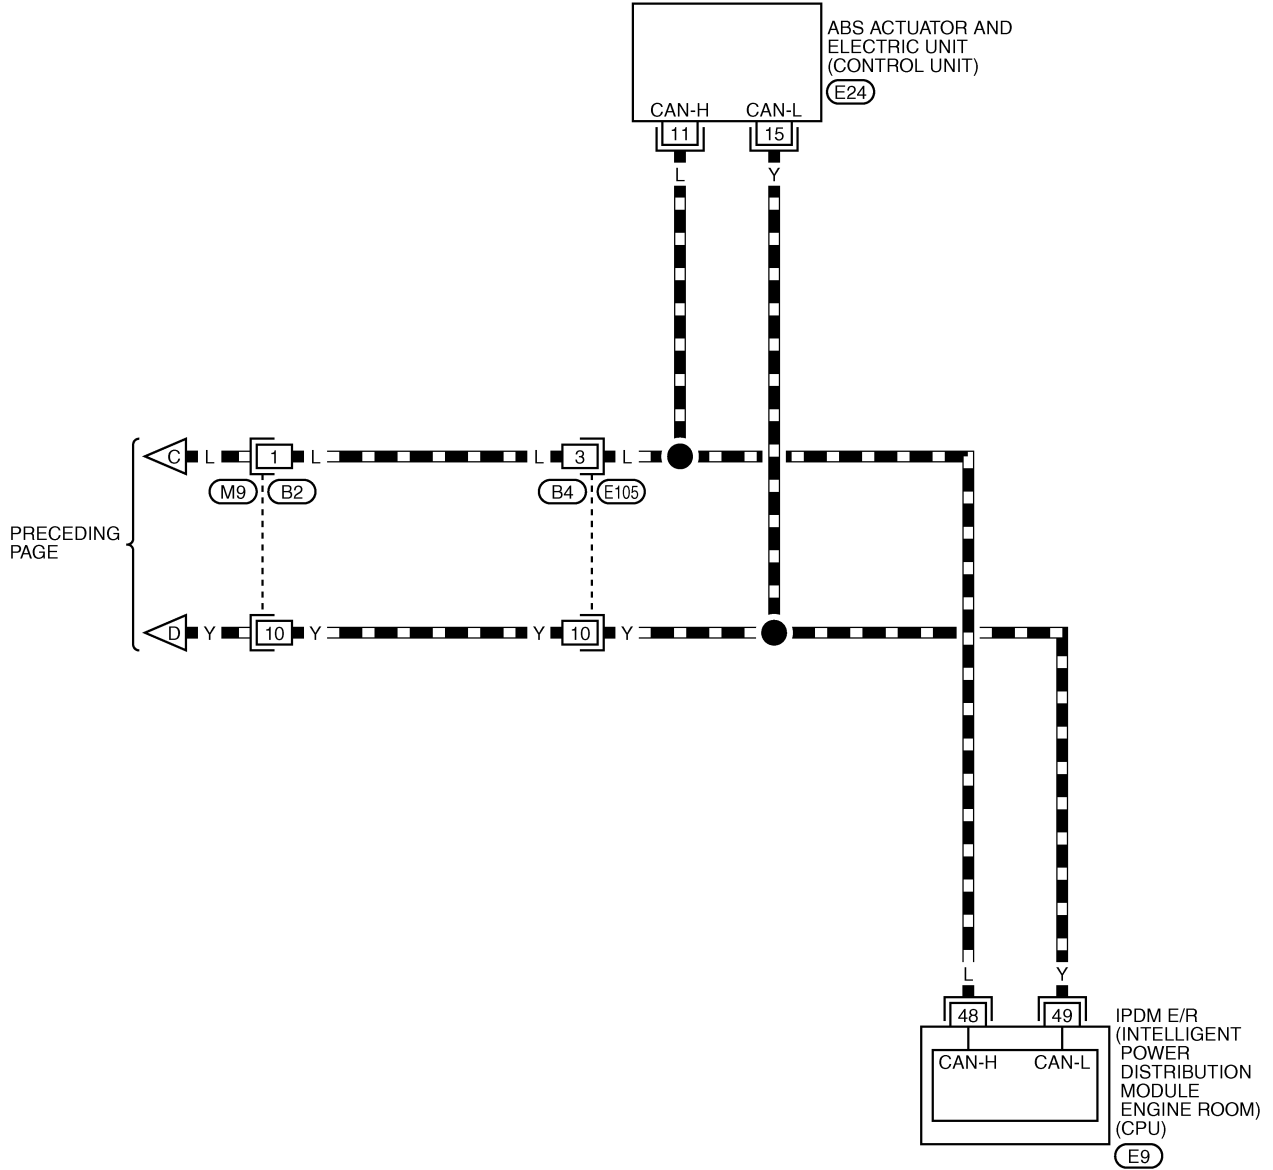 ABS ACTUATOR AND
ELECTRIC UNIT
(CONTROL UNIT)
E24
CAN-H CAN-L
11 15
L Y
C L 1 L L 3 L
M9 B2 B4 E105
PRECEDING
PAGE
D Y 10 Y Y 10 Y
L Y
48 49
CAN-H CAN-L
IPDM E/R
(INTELLIGENT
POWER
DISTRIBUTION
MODULE
ENGINE ROOM)
(CPU)
E9